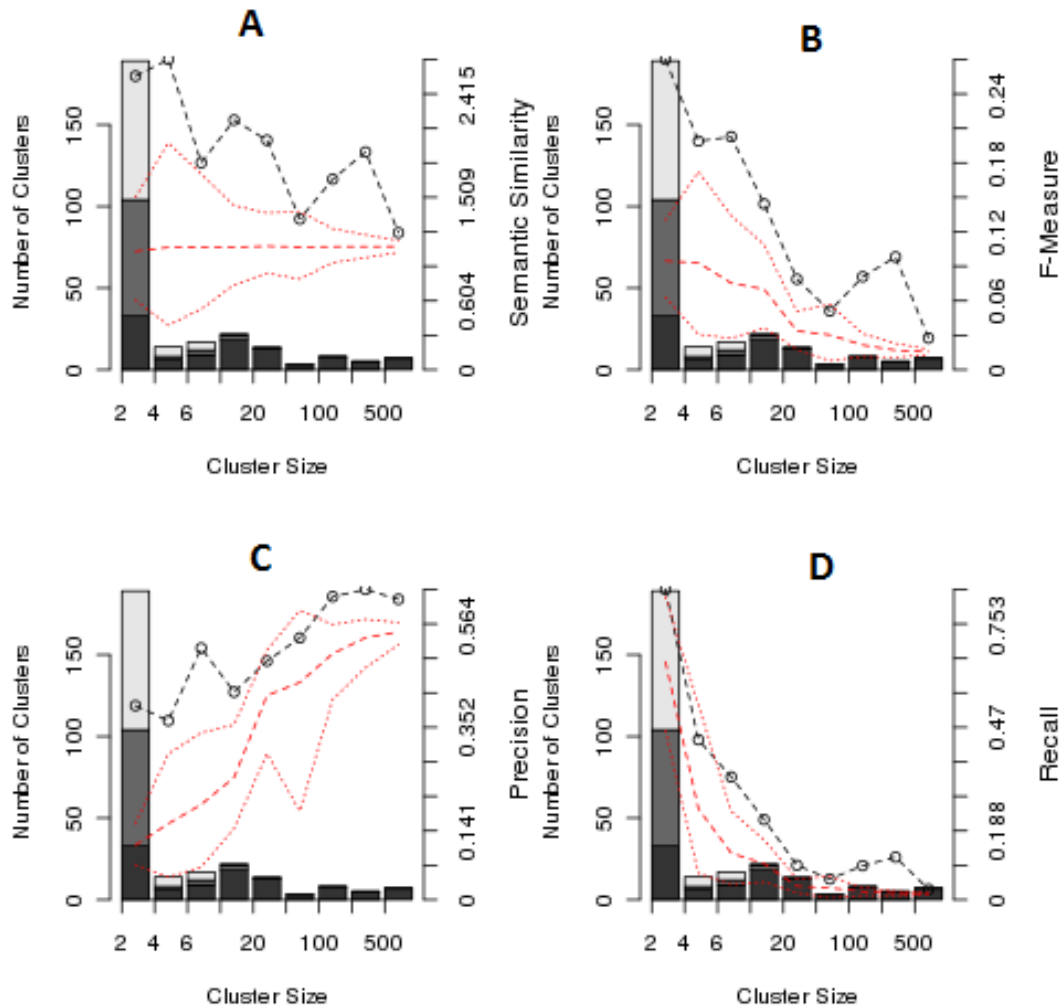 A
Number of Clusters
0 50 100 150
2 4 6 20 100 500
Cluster Size
0 0.604 1.509 2.415
Semantic Similarity
B
Number of Clusters
0 50 100 150
2 4 6 20 100 500
Cluster Size
0 0.06 0.12 0.18 0.24
F-Measure
C
Number of Clusters
0 50 100 150
2 4 6 20 100 500
Cluster Size
0 0.141 0.352 0.564
Precision
D
Number of Clusters
0 50 100 150
2 4 6 20 100 500
Cluster Size
0 0.188 0.47 0.753
Recall